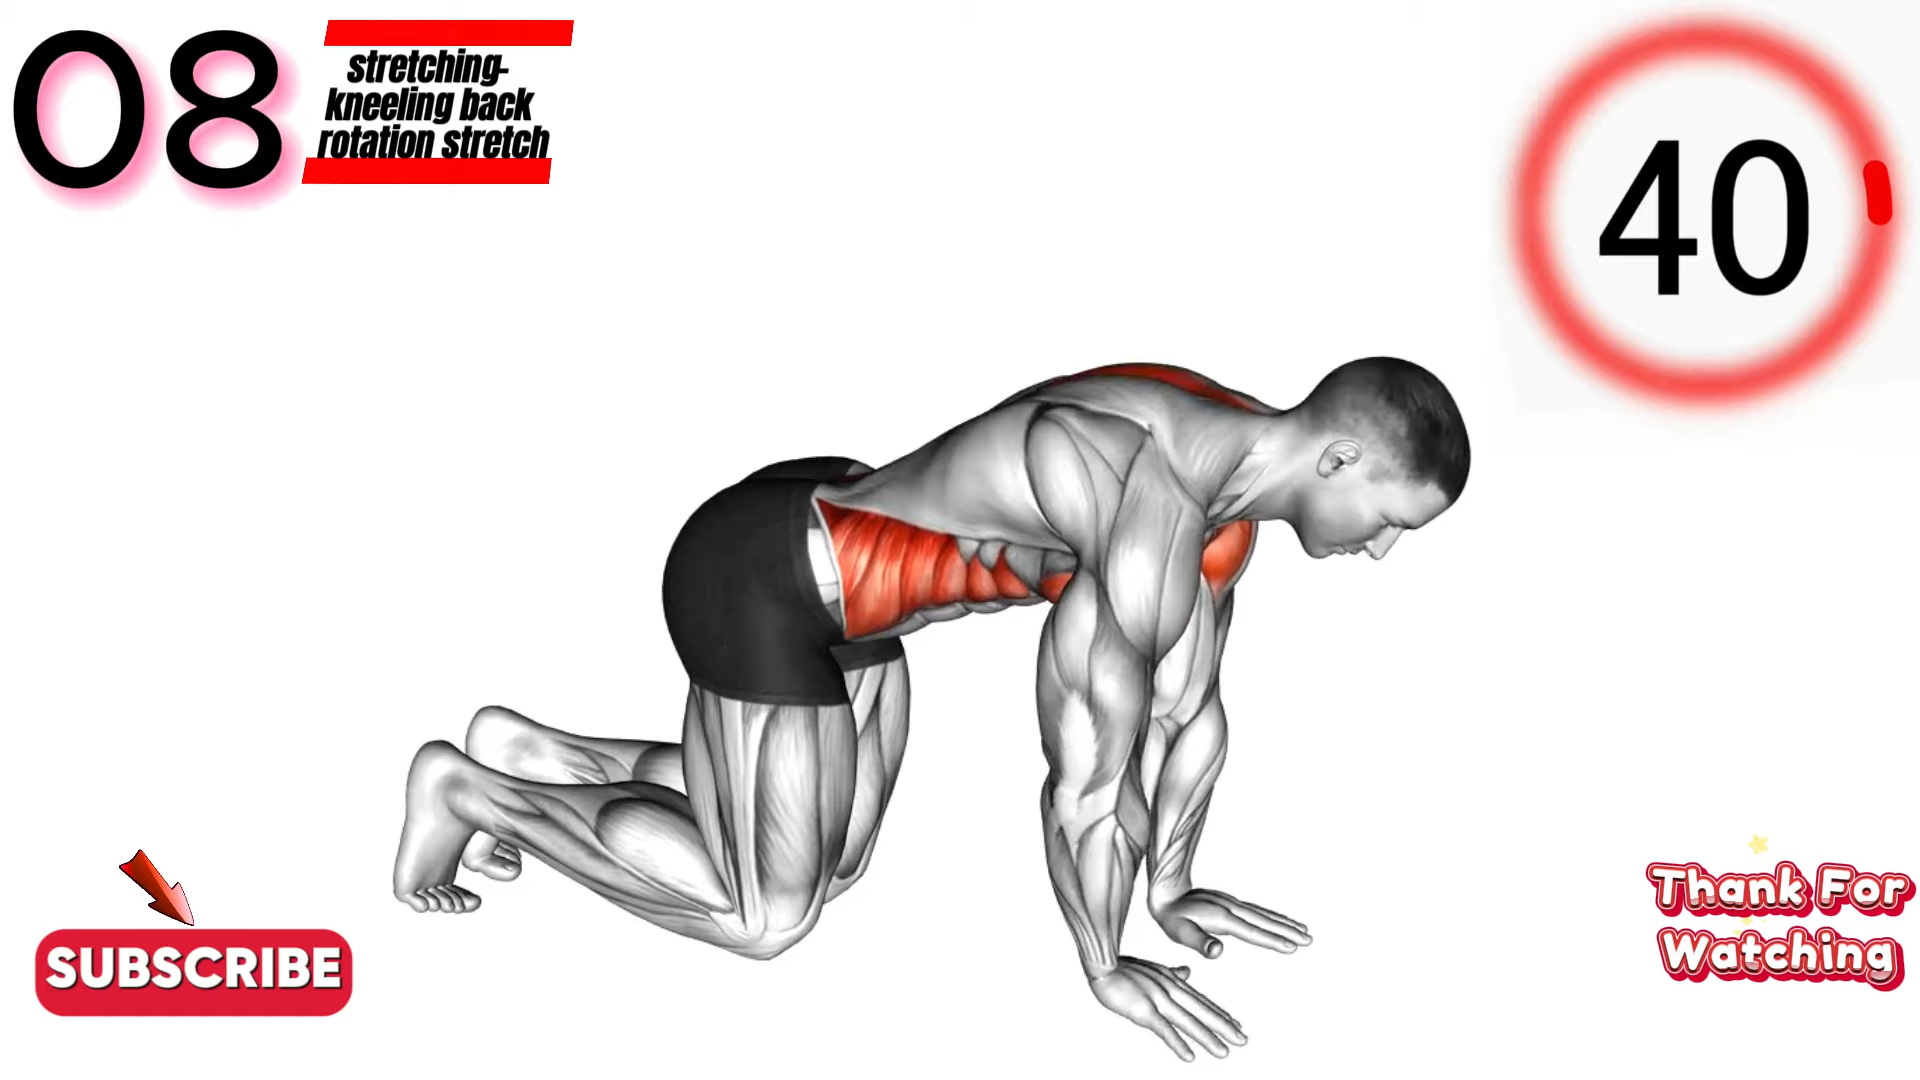 08
stretching-
kneeling back
rotation stretch
40
SUBSCRIBE
Thank For
Watching